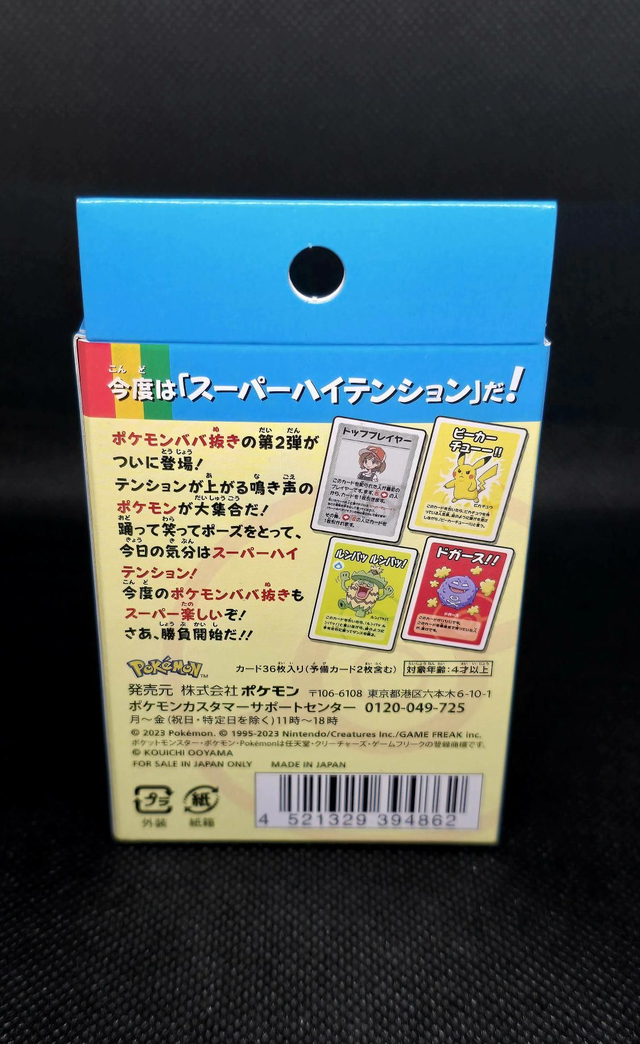 今度は「スーパーハイテンション」だ!
ポケモンババ抜きの第2弾が
ついに登場!
テンションが上がる鳴き声の
ポケモンが大集合だ!
踊って笑ってポーズをとって、
今日の気分はスーパーハイ
テンション!
今度のポケモンババ抜きも
スーパー楽しいぞ!
さあ、勝負開始だ!!
トッププレイヤー
ピーカー
チューー!!
ルンパッ ルンパッ!
ドガース!!
POKÉMON
カード36枚入り(予備カード2枚含む)
対象年齢:4才以上
発売元 株式会社ポケモン 〒106-6108 東京都港区六本木6-10-1
ポケモンカスタマーサポートセンター 0120-049-725
月〜金(祝日・特定日を除く)11時〜18時
© 2023 Pokémon. © 1995-2023 Nintendo/Creatures Inc./GAME FREAK inc.
ポケットモンスター・ポケモン・Pokémonは任天堂・クリーチャーズ・ゲームフリークの登録商標です。
© KOUICHI OOYAMA
FOR SALE IN JAPAN ONLY MADE IN JAPAN
プラ
外装
紙
紙箱
4 521329 394862